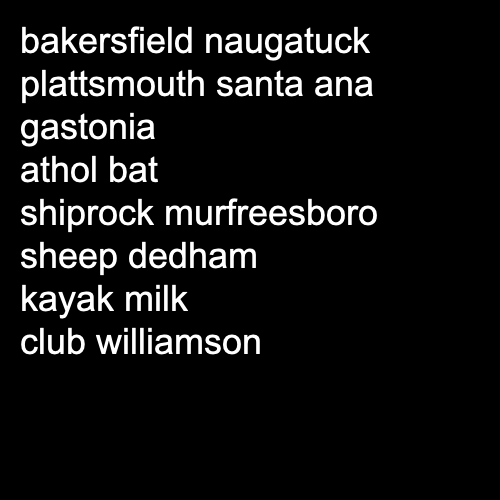 bakersfield naugatuck
plattsmouth santa ana
gastonia
athol bat
shiprock murfreesboro
sheep dedham
kayak milk
club williamson